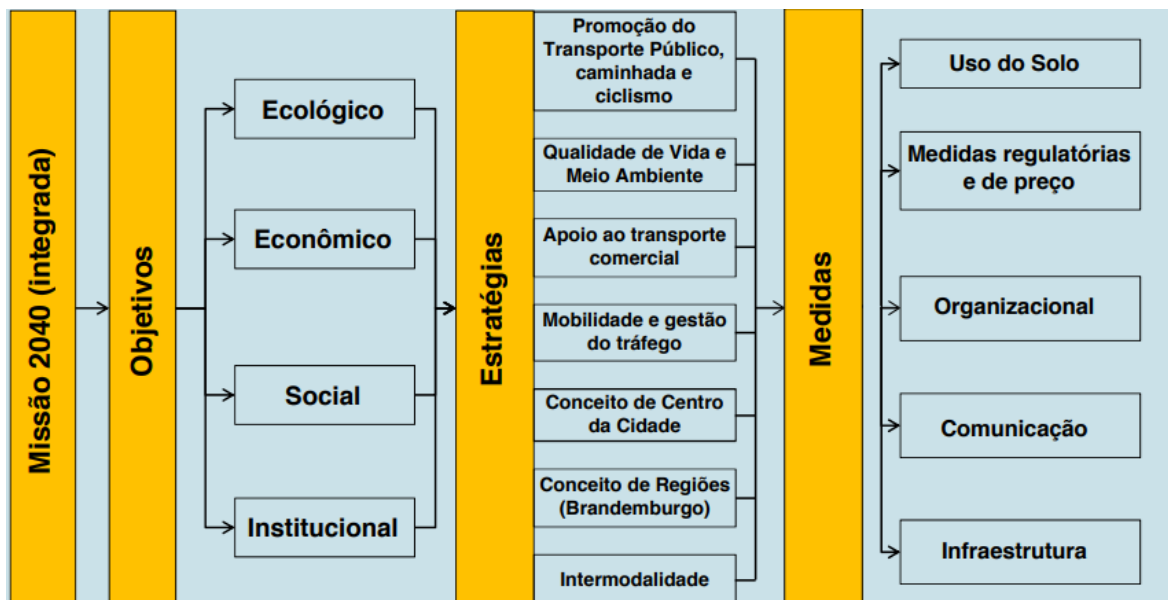 Missão 2040 (integrada)
Objetivos
Ecológico
Econômico
Social
Institucional
Estratégias
Promoção do
Transporte Público,
caminhada e
ciclismo
Qualidade de Vida e
Meio Ambiente
Apoio ao transporte
comercial
Mobilidade e gestão
do tráfego
Conceito de Centro
da Cidade
Conceito de Regiões
(Brandemburgo)
Intermodalidade
Medidas
Uso do Solo
Medidas regulatórias
e de preço
Organizacional
Comunicação
Infraestrutura